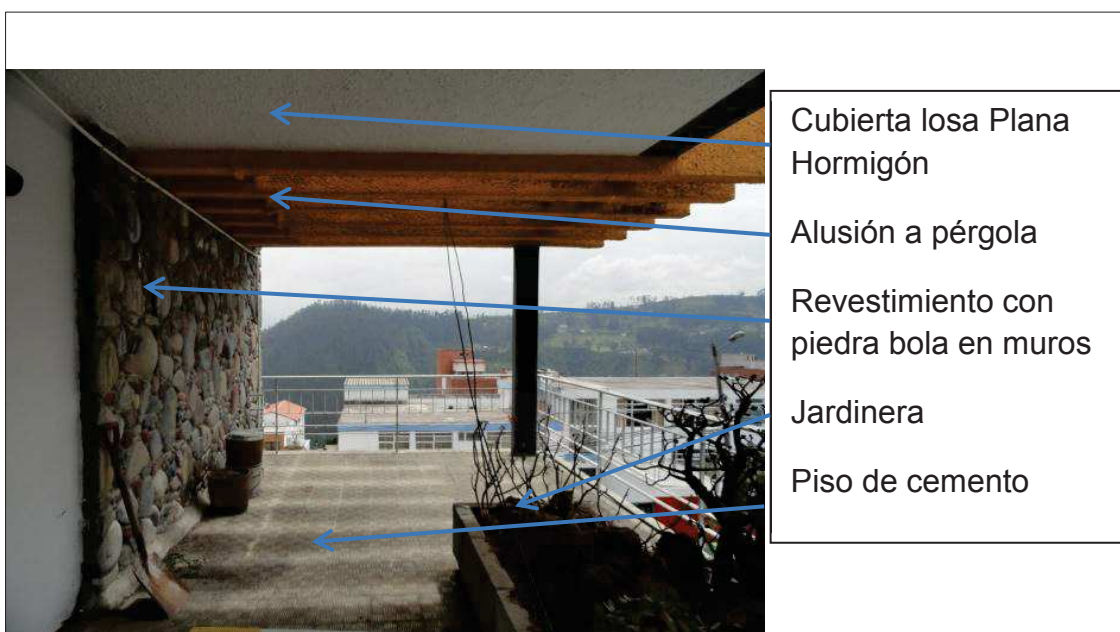 Cubierta losa Plana
Hormigón
Alusión a pérgola
Revestimiento con
piedra bola en muros
Jardinera
Piso de cemento